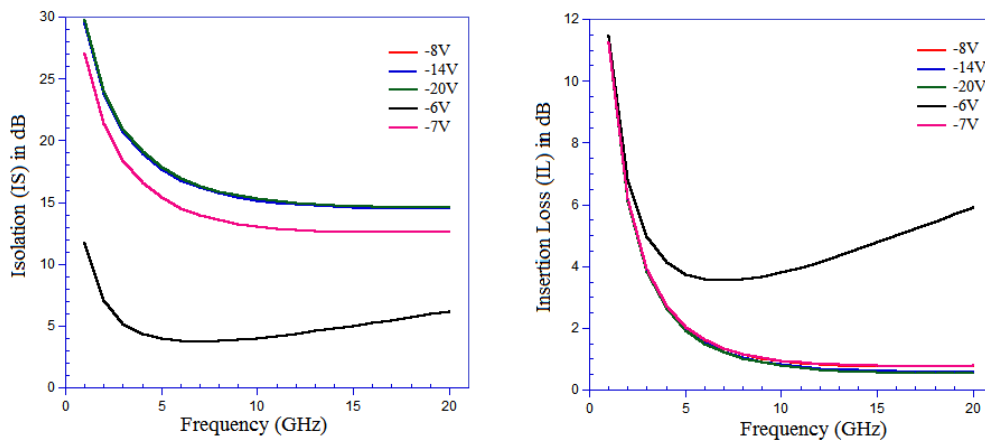 Isolation (IS) in dB
30
25
20
15
10
5
0
-8V
-14V
-20V
-6V
-7V
0
5
10
15
20
Frequency (GHz)
Insertion Loss (IL) in dB
12
10
8
6
4
2
0
-8V
-14V
-20V
-6V
-7V
0
5
10
15
20
Frequency (GHz)